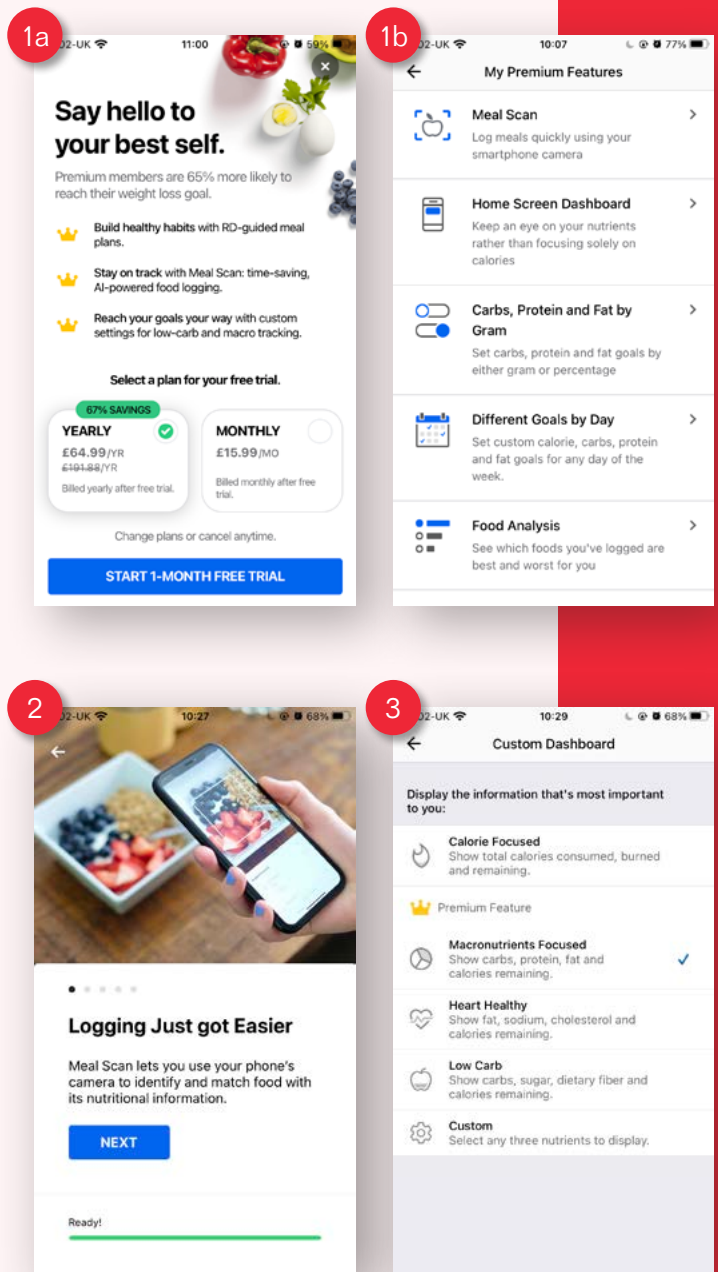 1a
02-UK
11:00
59%
Say hello to
your best self.
Premium members are 65% more likely to
reach their weight loss goal.
Build healthy habits with RD-guided meal
plans.
Stay on track with Meal Scan: time-saving,
AI-powered food logging.
Reach your goals your way with custom
settings for low-carb and macro tracking.
Select a plan for your free trial.
67% SAVINGS
YEARLY
£64.99/YR
£191.88/YR
Billed yearly after free trial.
MONTHLY
£15.99/MO
Billed monthly after free
trial.
Change plans or cancel anytime.
START 1-MONTH FREE TRIAL
1b
02-UK
10:07
77%
My Premium Features
Meal Scan
Log meals quickly using your
smartphone camera
Home Screen Dashboard
Keep an eye on your nutrients
rather than focusing solely on
calories
Carbs, Protein and Fat by
Gram
Set carbs, protein and fat goals by
either gram or percentage
Different Goals by Day
Set custom calorie, carbs, protein
and fat goals for any day of the
week.
Food Analysis
See which foods you've logged are
best and worst for you
2
02-UK
10:27
68%
Logging Just got Easier
Meal Scan lets you use your phone's
camera to identify and match food with
its nutritional information.
NEXT
Ready!
3
02-UK
10:29
68%
Custom Dashboard
Display the information that's most important
to you:
Calorie Focused
Show total calories consumed, burned
and remaining.
Premium Feature
Macronutrients Focused
Show carbs, protein, fat and
calories remaining.
Heart Healthy
Show fat, sodium, cholesterol and
calories remaining.
Low Carb
Show carbs, sugar, dietary fiber and
calories remaining.
Custom
Select any three nutrients to display.